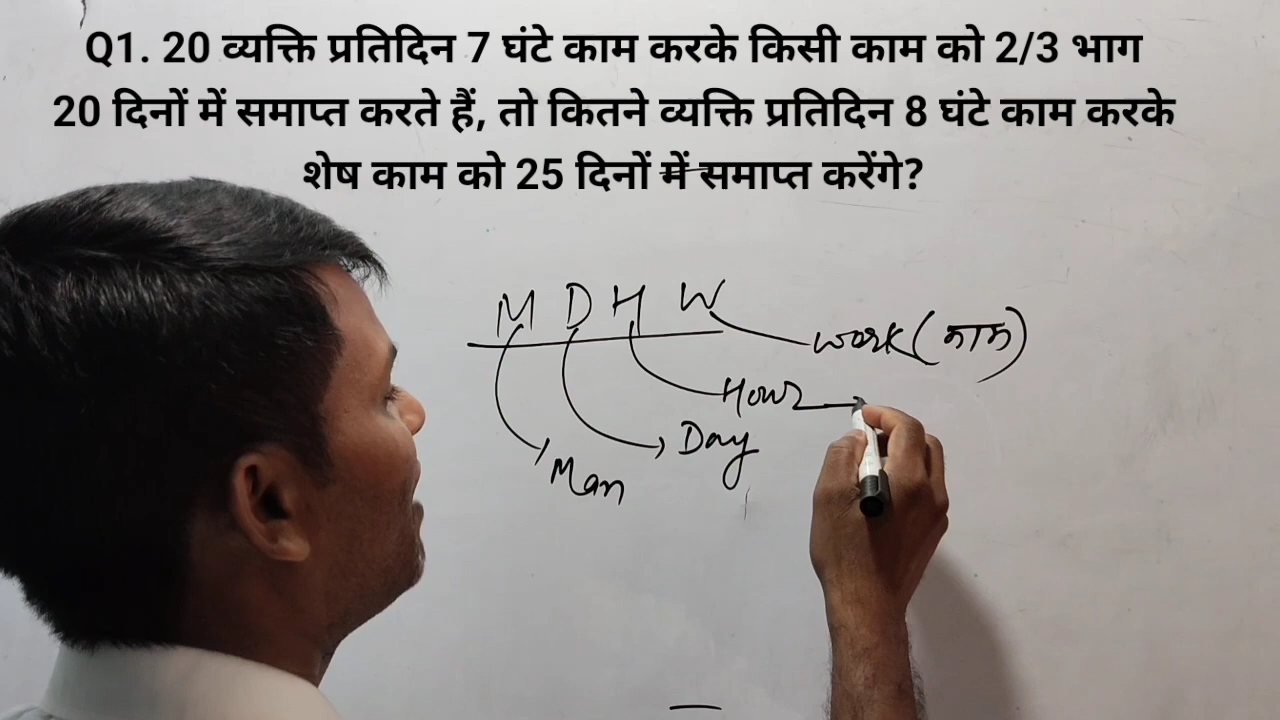 Q1. 20 व्यक्ति प्रतिदिन 7 घंटे काम करके किसी काम को 2/3 भाग
20 दिनों में समाप्त करते हैं, तो कितने व्यक्ति प्रतिदिन 8 घंटे काम करके
शेष काम को 25 दिनों में समाप्त करेंगे?
M D H W
work (काम)
Hour
Day
Man